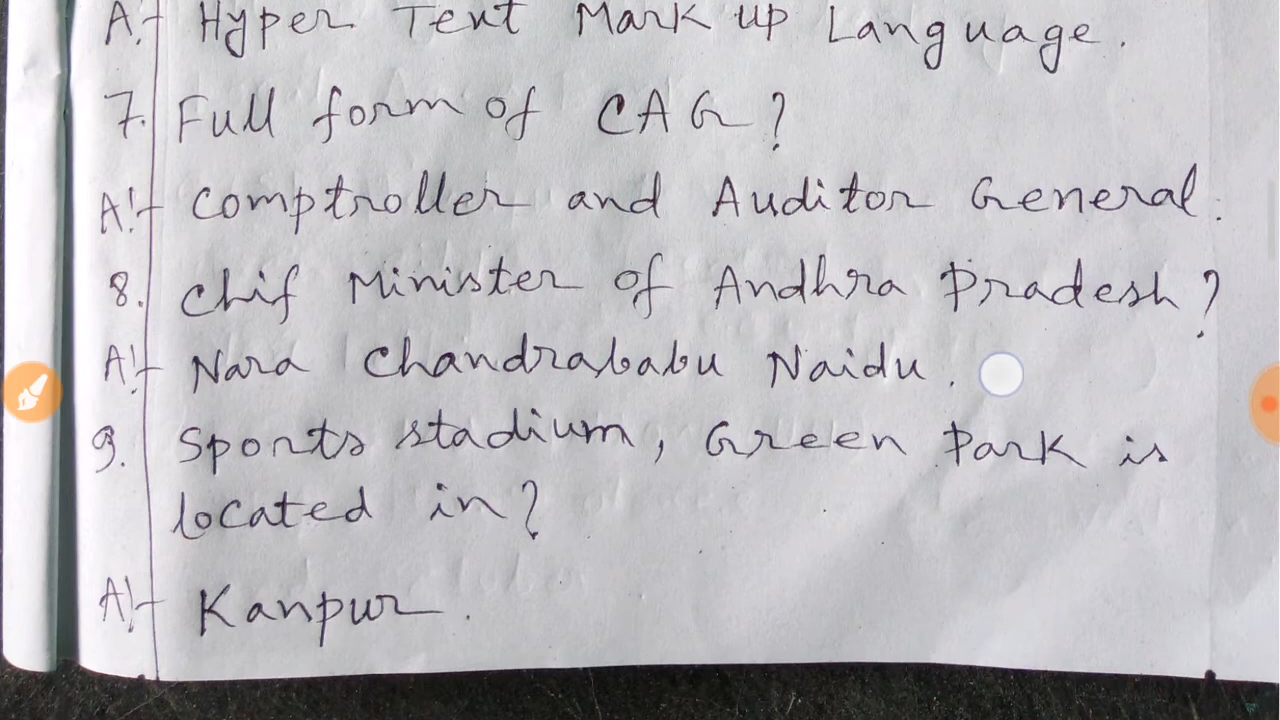 A:- Hyper Text Mark up Language.
7. Full form of CAG?
A:- Comptroller and Auditor General.
8. Chif Minister of Andhra Pradesh?
A:- Nara Chandrababu Naidu.
9. Sports stadium, Green Park is
located in?
A:- Kanpur.